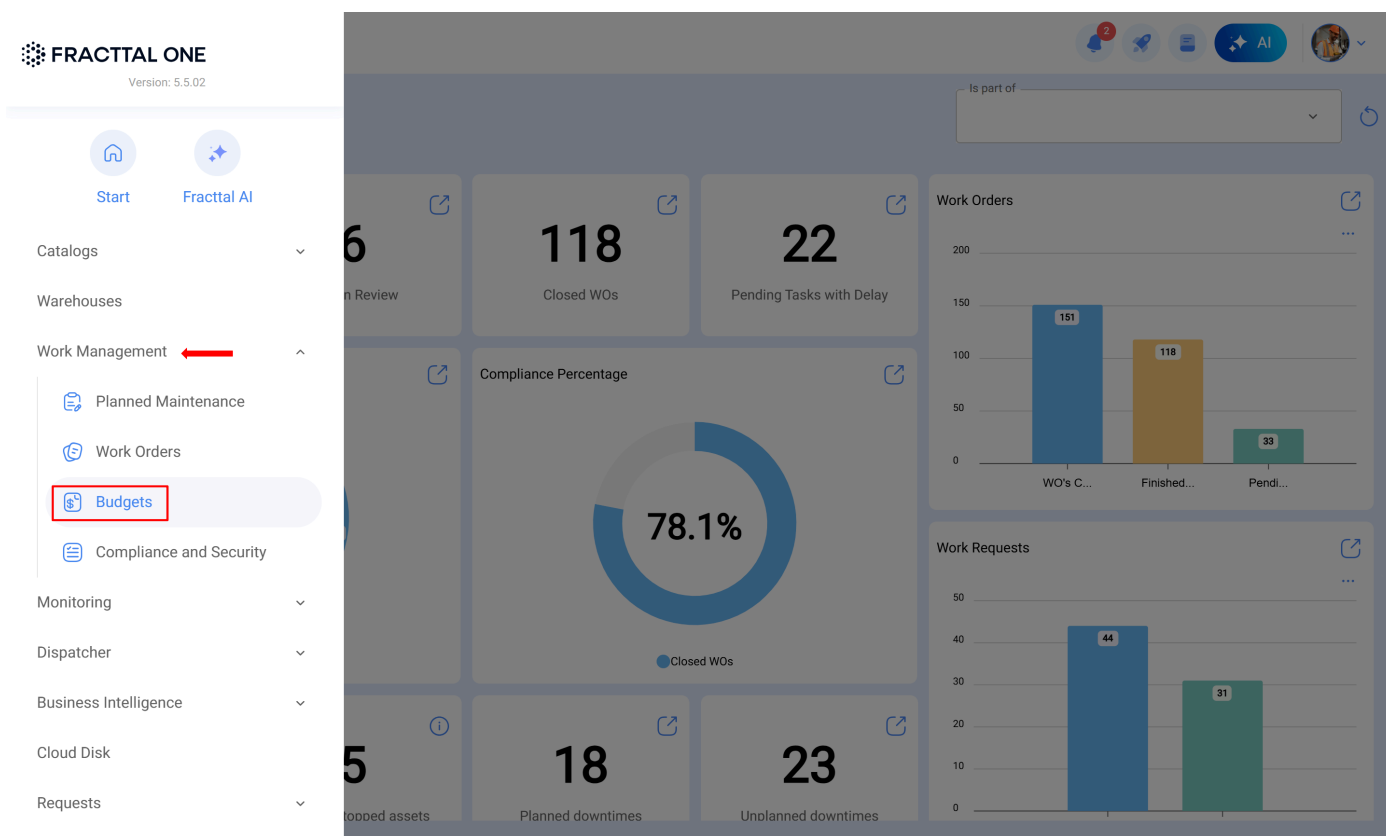 FRACTTAL ONE
Version: 5.5.02
Start
Fracttal AI
Catalogs
Warehouses
Work Management
Planned Maintenance
Work Orders
Budgets
Compliance and Security
Monitoring
Dispatcher
Business Intelligence
Cloud Disk
Requests
2
AI
Is part of
6
n Review
118
Closed WOs
22
Pending Tasks with Delay
Compliance Percentage
78.1%
Closed WOs
5
topped assets
18
Planned downtimes
23
Unplanned downtimes
Work Orders
200
150
100
50
0
151
118
33
WO's C...
Finished...
Pendi...
Work Requests
50
40
30
20
10
0
44
31